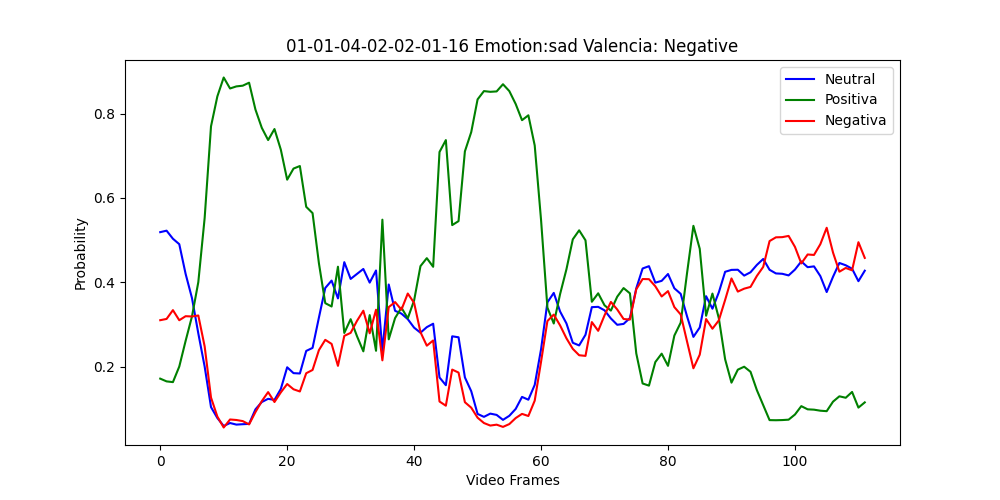 01-01-04-02-02-01-16 Emotion:sad Valencia: Negative
Neutral
Positiva
Negativa
Probability
0.8
0.6
0.4
0.2
0 20 40 60 80 100
Video Frames